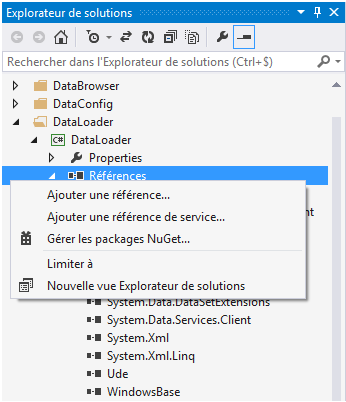 Explorateur de solutions
Rechercher dans l'Explorateur de solutions (Ctrl+$)
DataBrowser
DataConfig
DataLoader
C# DataLoader
Properties
Références
Ajouter une référence...
Ajouter une référence de service...
Gérer les packages NuGet...
Limiter à
Nouvelle vue Explorateur de solutions
System.Data.DataSetExtensions
System.Data.Services.Client
System.Xml
System.Xml.Linq
Ude
WindowsBase